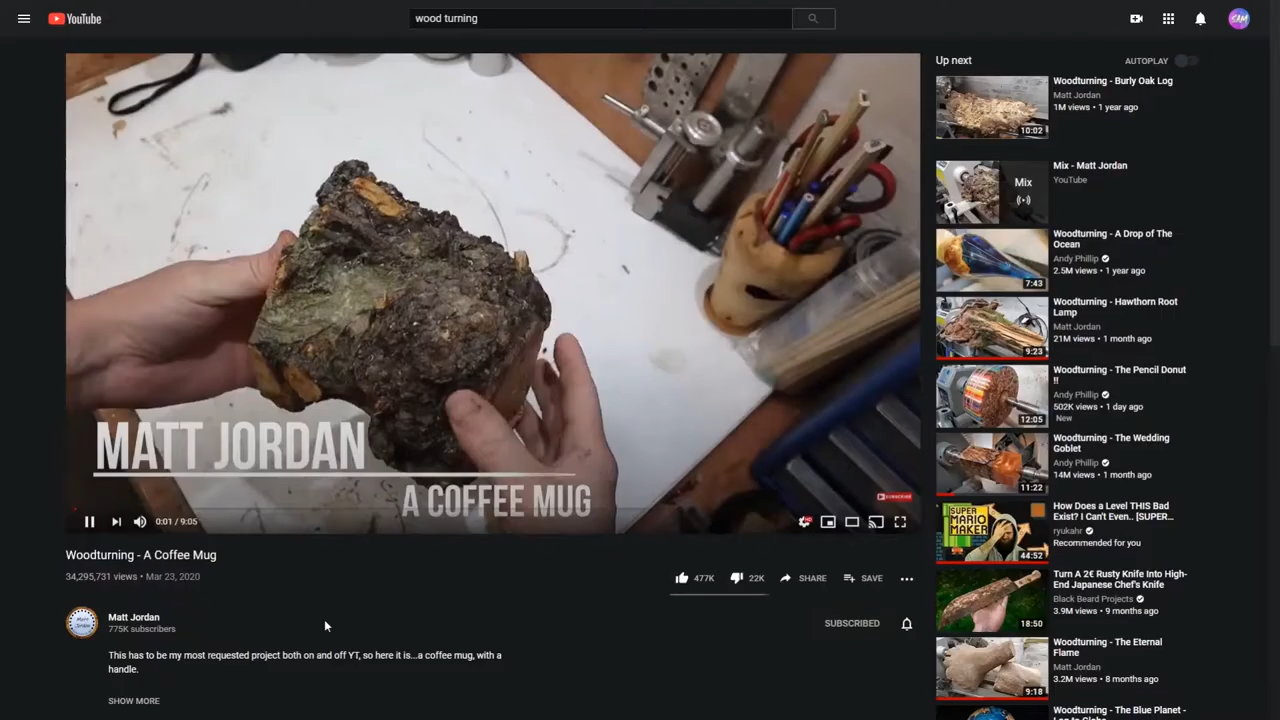 YouTube
wood turning
SAM
MATT JORDAN
A COFFEE MUG
SUBSCRIBE
0:01 / 9:05
Woodturning - A Coffee Mug
34,295,731 views • Mar 23, 2020
477K
22K
SHARE
SAVE
Matt Jordan
775K subscribers
SUBSCRIBED
This has to be my most requested project both on and off YT, so here it is...a coffee mug, with a
handle.
SHOW MORE
Up next
AUTOPLAY
10:02
Woodturning - Burly Oak Log
Matt Jordan
1M views • 1 year ago
Mix
Mix - Matt Jordan
YouTube
7:43
Woodturning - A Drop of The
Ocean
Andy Phillip
2.5M views • 1 year ago
9:23
Woodturning - Hawthorn Root
Lamp
Matt Jordan
21M views • 1 month ago
12:05
Woodturning - The Pencil Donut
!!
Andy Phillip
502K views • 1 day ago
New
11:22
Woodturning - The Wedding
Goblet
Andy Phillip
14M views • 1 month ago
SUPER
MARIO
MAKER
44:52
How Does a Level THIS Bad
Exist? I Can't Even.. [SUPER...
ryukahr
Recommended for you
18:50
Turn A 2€ Rusty Knife Into High-
End Japanese Chef's Knife
Black Beard Projects
3.9M views • 9 months ago
9:18
Woodturning - The Eternal
Flame
Matt Jordan
3.2M views • 8 months ago
Woodturning - The Blue Planet -